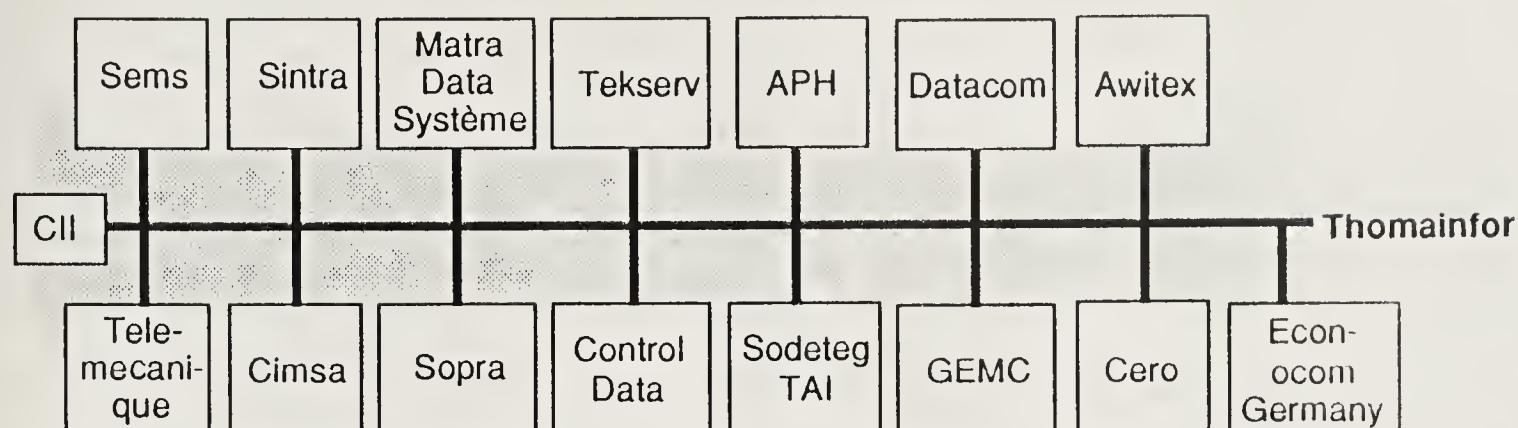 Sems
Sintra
Matra
Data
Système
Tekserv
APH
Datacom
Awitex
CII
Thomainfor
Tele-
mecani-
que
Cimsa
Sopra
Control
Data
Sodeteg
TAI
GEMC
Cero
Econ-
ocom
Germany